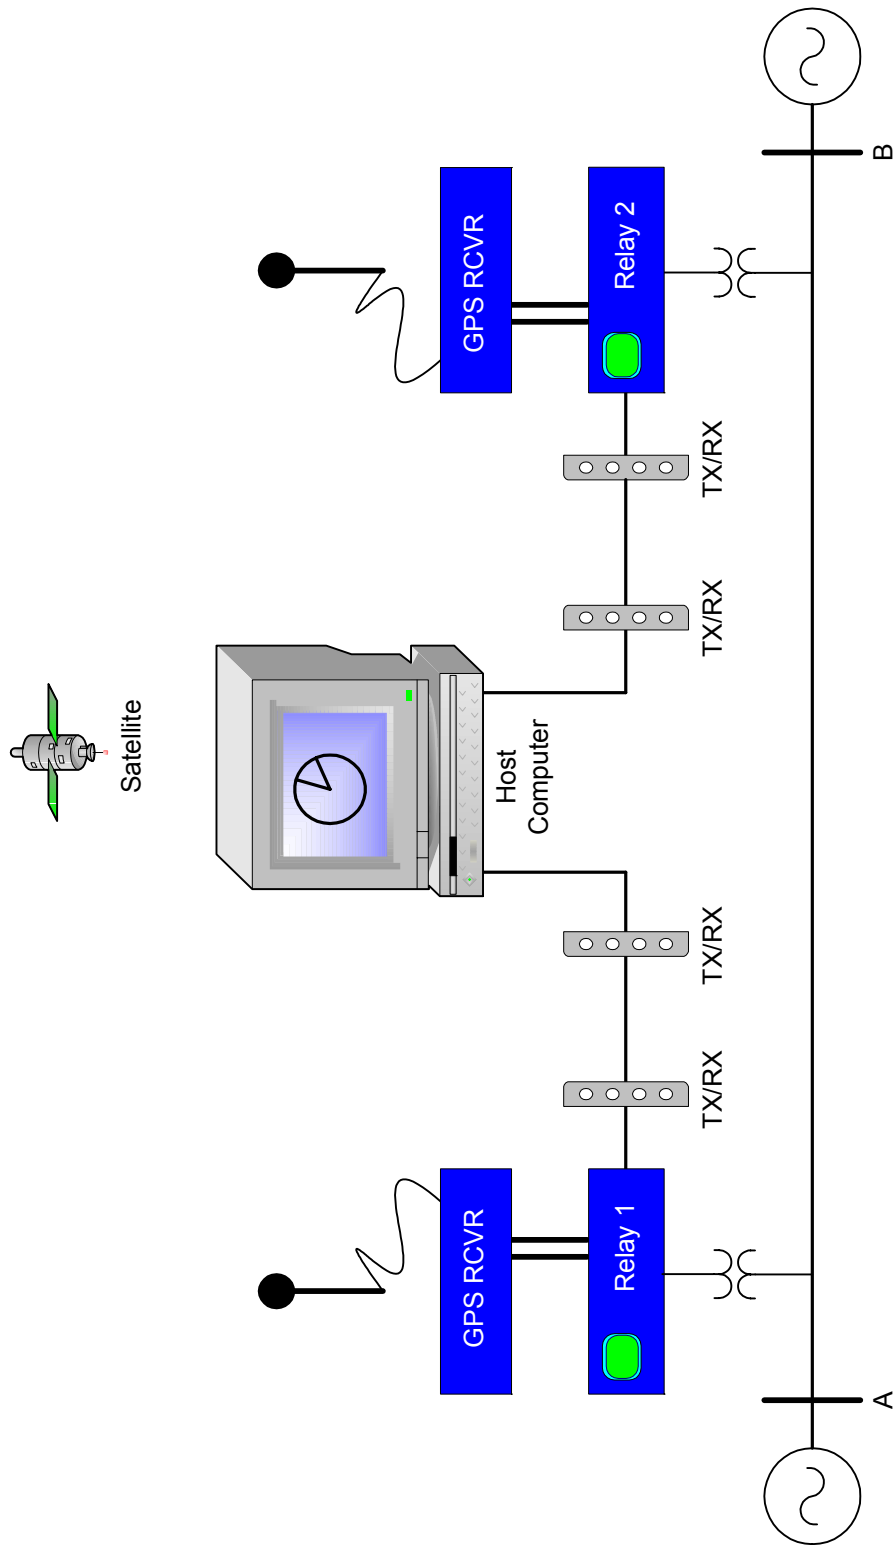 Satellite
GPS RCVR
GPS RCVR
Relay 1
Relay 2
Host
Computer
TX/RX
TX/RX
TX/RX
TX/RX
A
B